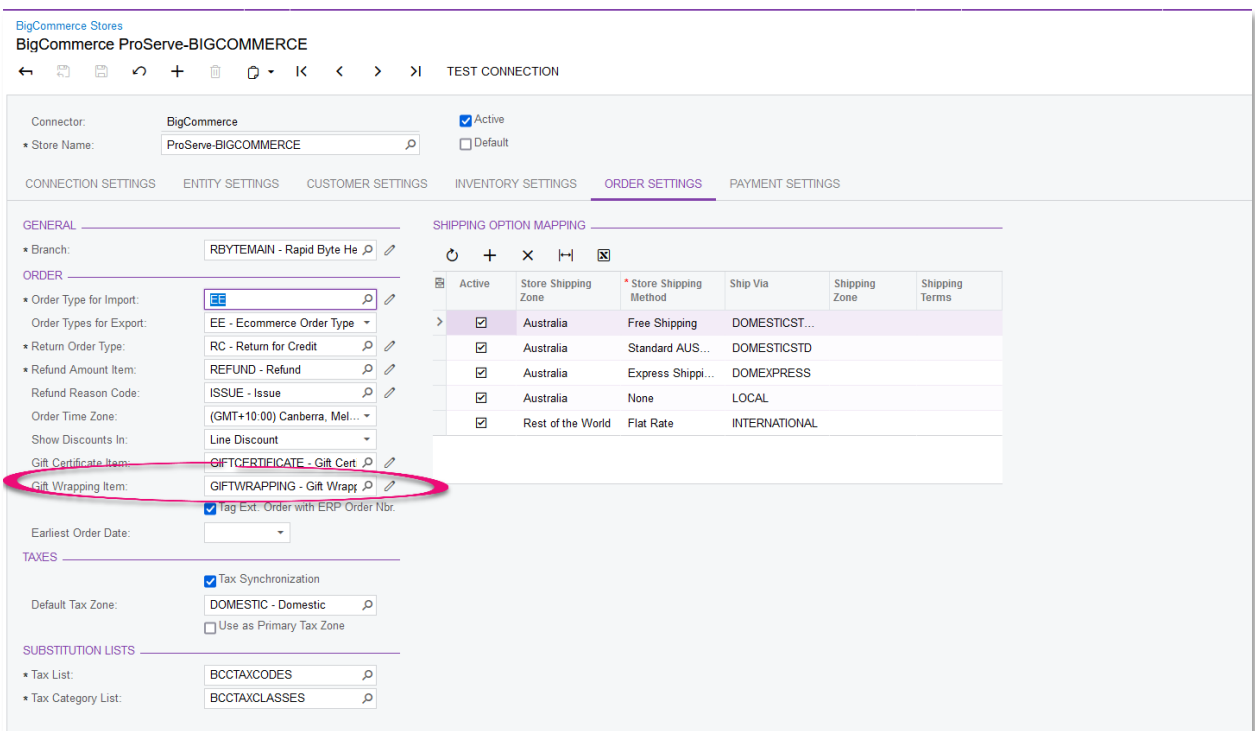 BigCommerce Stores
BigCommerce ProServe-BIGCOMMERCE
TEST CONNECTION
Connector: BigCommerce
Active
* Store Name: ProServe-BIGCOMMERCE
Default
CONNECTION SETTINGS ENTITY SETTINGS CUSTOMER SETTINGS INVENTORY SETTINGS ORDER SETTINGS PAYMENT SETTINGS
GENERAL
* Branch: RBYTEMAIN - Rapid Byte He
ORDER
* Order Type for Import: EE
Order Types for Export: EE - Ecommerce Order Type
* Return Order Type: RC - Return for Credit
* Refund Amount Item: REFUND - Refund
Refund Reason Code: ISSUE - Issue
Order Time Zone: (GMT+10:00) Canberra, Mel...
Show Discounts In: Line Discount
Gift Certificate Item: GIFTCERTIFICATE - Gift Cert
Gift Wrapping Item: GIFTWRAPPING - Gift Wrapp
Tag Ext. Order with ERP Order Nbr.
Earliest Order Date:
TAXES
Tax Synchronization
Default Tax Zone: DOMESTIC - Domestic
Use as Primary Tax Zone
SUBSTITUTION LISTS
* Tax List: BCCTAXCODES
* Tax Category List: BCCTAXCLASSES
SHIPPING OPTION MAPPING
Active Store Shipping Zone * Store Shipping Method Ship Via Shipping Zone Shipping Terms
Australia Free Shipping DOMESTICST...
Australia Standard AUS... DOMESTICSTD
Australia Express Shippi... DOMEXPRESS
Australia None LOCAL
Rest of the World Flat Rate INTERNATIONAL